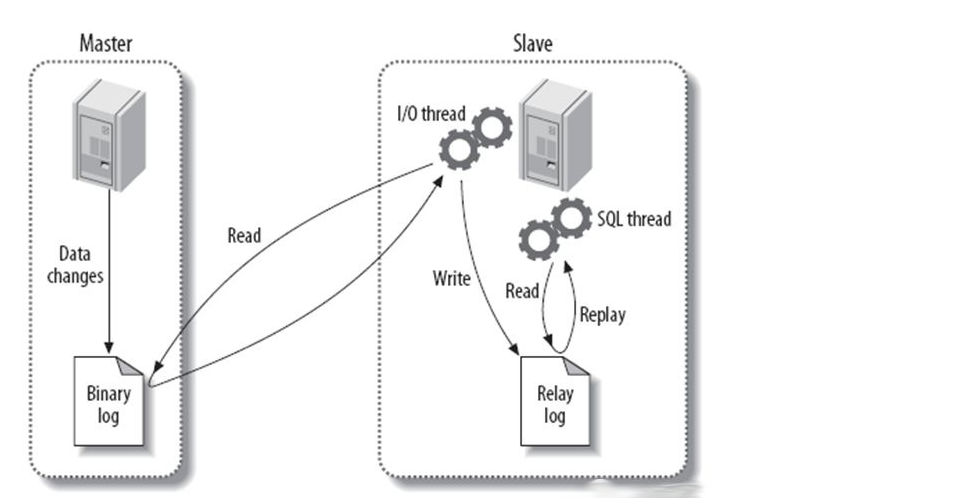 Master
Slave
I/O thread
SQL thread
Read
Data
changes
Write
Read
Replay
Binary
log
Relay
log